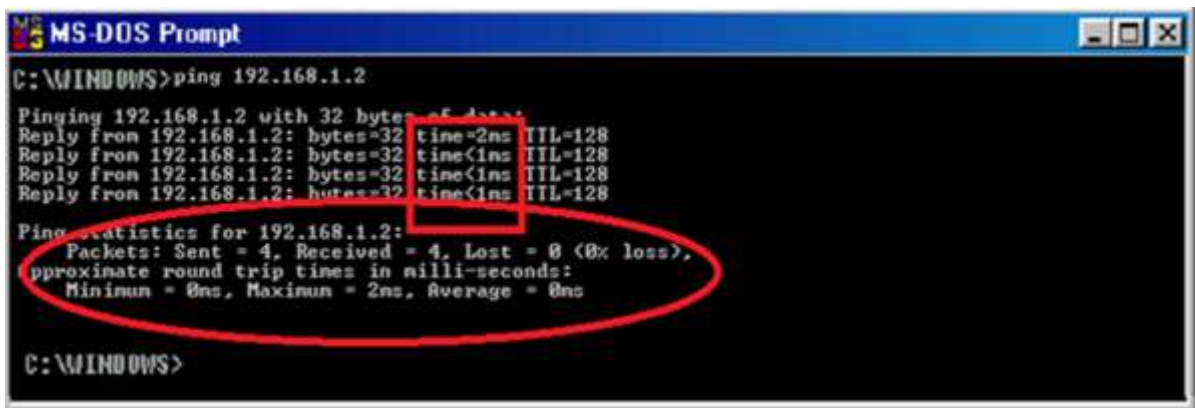 MS-DOS Prompt
C:\WINDOWS>ping 192.168.1.2
Pinging 192.168.1.2 with 32 bytes of data:
Reply from 192.168.1.2: bytes=32 time=2ms TTL=128
Reply from 192.168.1.2: bytes=32 time<1ms TTL=128
Reply from 192.168.1.2: bytes=32 time<1ms TTL=128
Reply from 192.168.1.2: bytes=32 time<1ms TTL=128
Ping statistics for 192.168.1.2:
Packets: Sent = 4, Received = 4, Lost = 0 (0% loss),
Approximate round trip times in milli-seconds:
Minimum = 0ms, Maximum = 2ms, Average = 0ms
C:\WINDOWS>